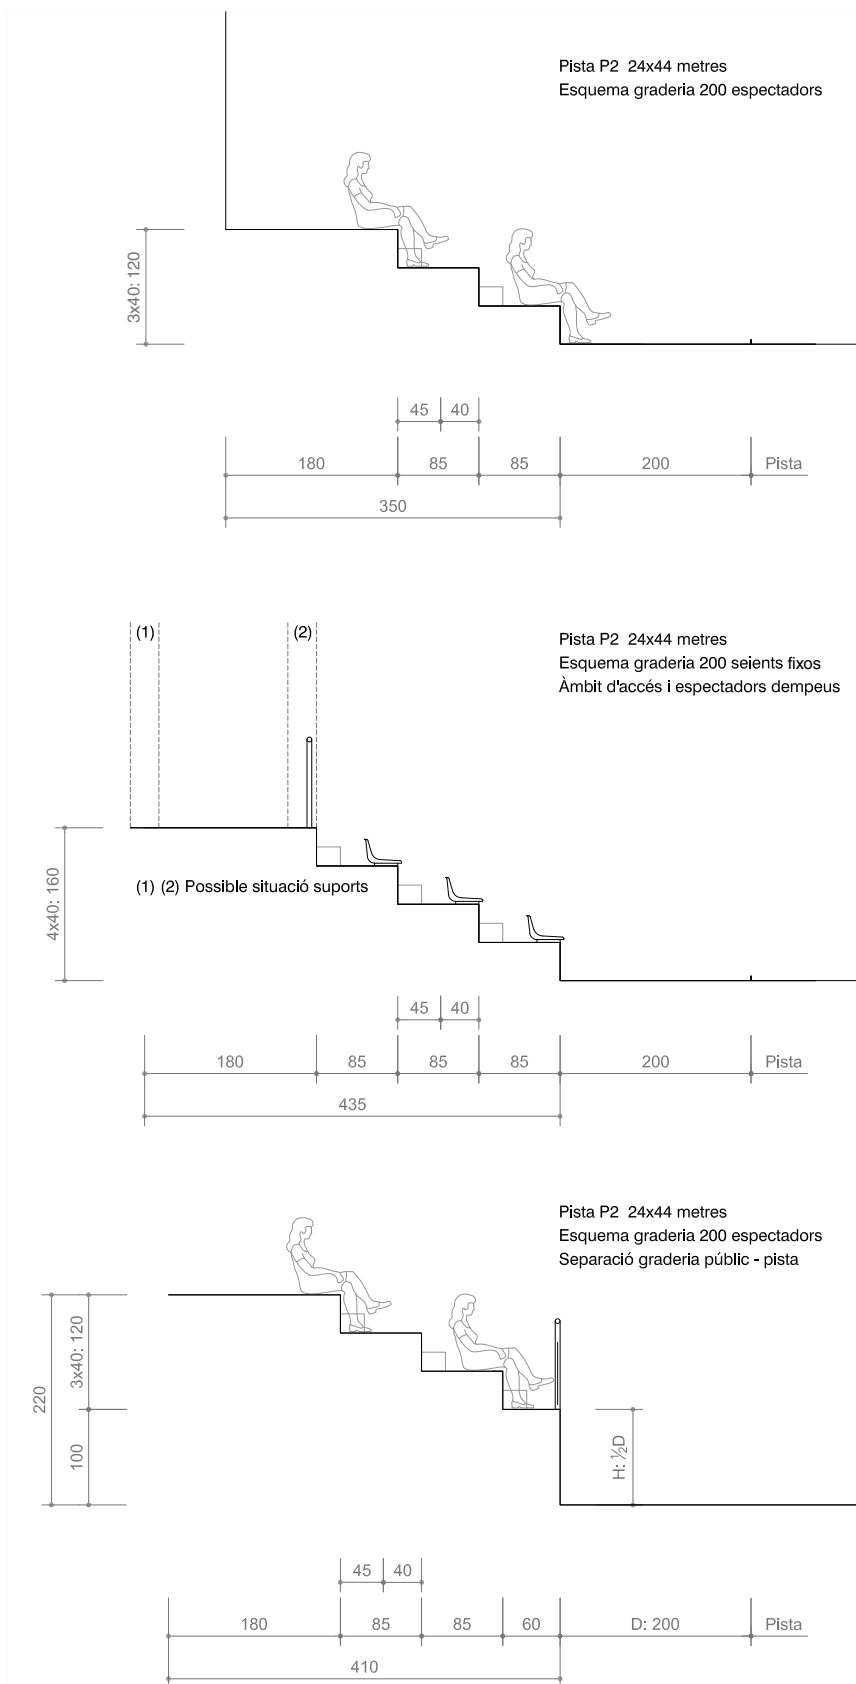 Pista P2 24x44 metres
Esquema graderia 200 espectadors
3x40: 120
45 40
180 85 85 200 Pista
350
(1) (2)
Pista P2 24x44 metres
Esquema graderia 200 seients fixos
Àmbit d'accés i espectadors dempeus
4x40: 160
(1) (2) Possible situació suports
45 40
180 85 85 85 200 Pista
435
Pista P2 24x44 metres
Esquema graderia 200 espectadors
Separació graderia públic - pista
3x40: 120
220
100
H: ½D
45 40
180 85 85 60 D: 200 Pista
410